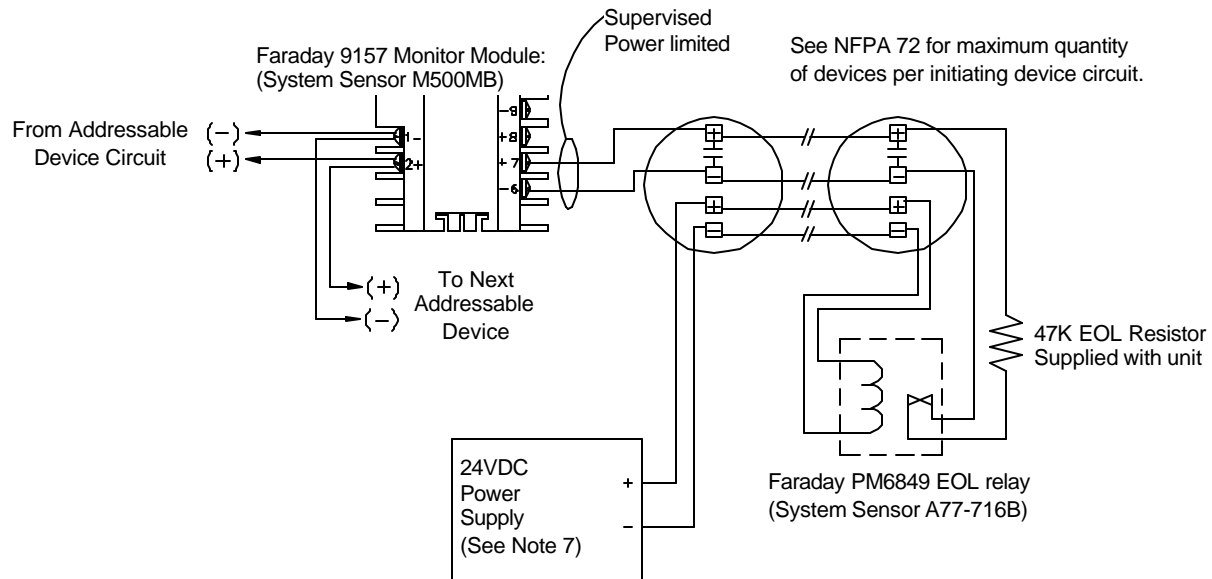 Supervised
Power limited
Faraday 9157 Monitor Module:
(System Sensor M500MB)
See NFPA 72 for maximum quantity
of devices per initiating device circuit.
From Addressable
Device Circuit
(-)
(+)
1-
2+
-9
+8
+7
-6
+
-
+
-
+
-
+
-
To Next
Addressable
Device
(+)
(-)
47K EOL Resistor
Supplied with unit
24VDC
Power
Supply
(See Note 7)
+
-
Faraday PM6849 EOL relay
(System Sensor A77-716B)